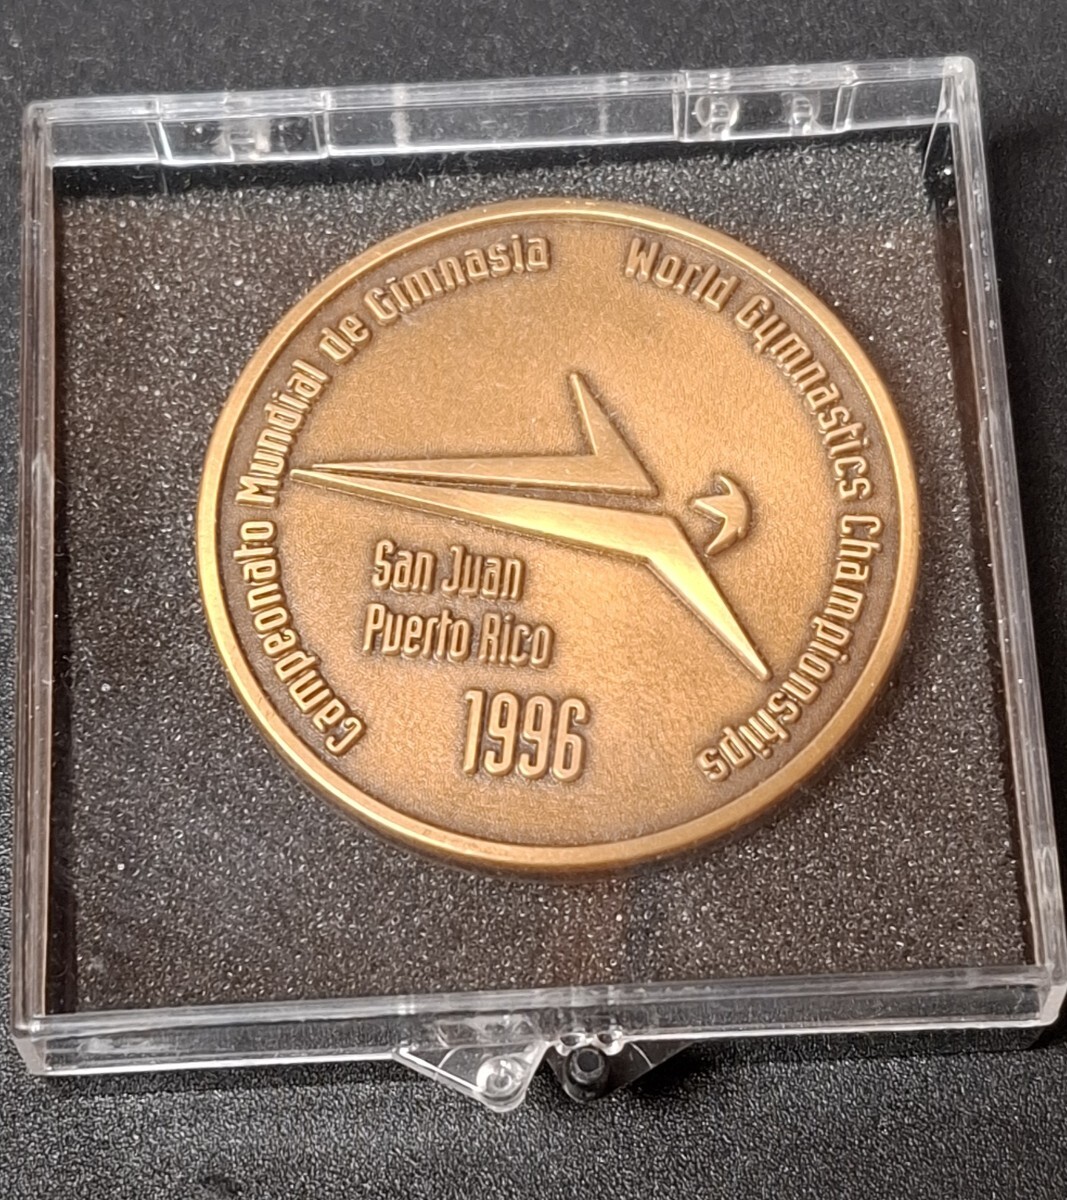 Campeonato Mundial de Gimnasia
World Gymnastics Championships
San Juan
Puerto Rico
1996